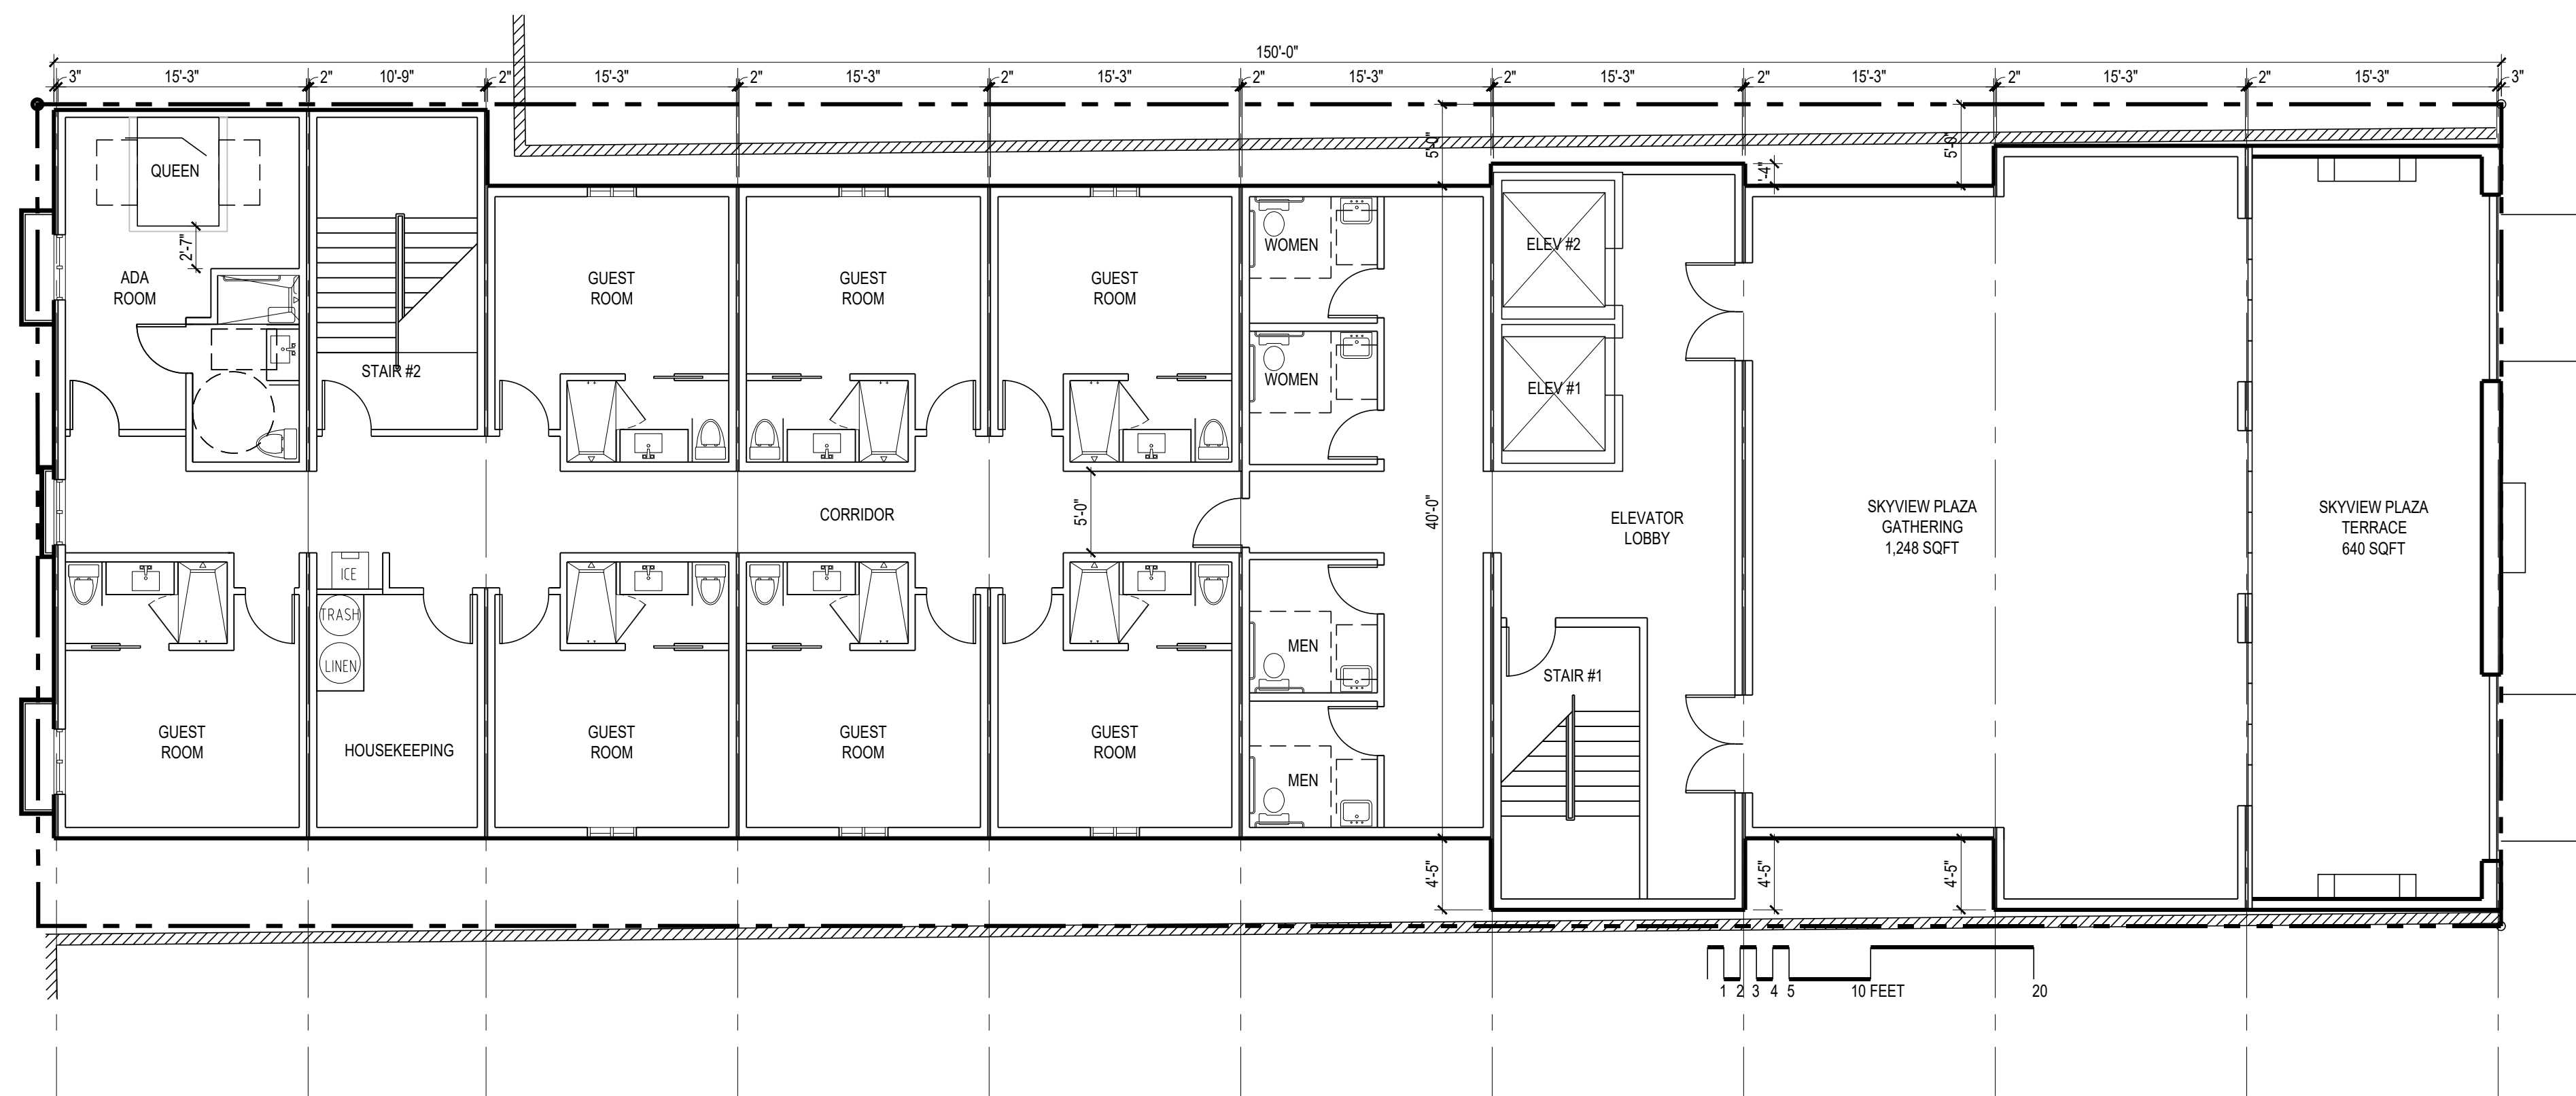 150'-0"
3" 15'-3" 2" 10'-9" 2" 15'-3" 2" 15'-3" 2" 15'-3" 2" 15'-3" 2" 15'-3" 2" 15'-3" 2" 15'-3" 2" 15'-3" 3"
5'-0"
5'-0"
QUEEN
2'-7"
WOMEN
ELEV #2
ADA
ROOM
GUEST
ROOM
GUEST
ROOM
GUEST
ROOM
STAIR #2
WOMEN
ELEV #1
CORRIDOR
5'-0"
40'-0"
ELEVATOR
LOBBY
SKYVIEW PLAZA
GATHERING
1,248 SQFT
SKYVIEW PLAZA
TERRACE
640 SQFT
ICE
TRASH
LINEN
MEN
STAIR #1
GUEST
ROOM
HOUSEKEEPING
GUEST
ROOM
GUEST
ROOM
GUEST
ROOM
MEN
4'-5"
4'-5"
4'-5"
1 2 3 4 5 10 FEET 20